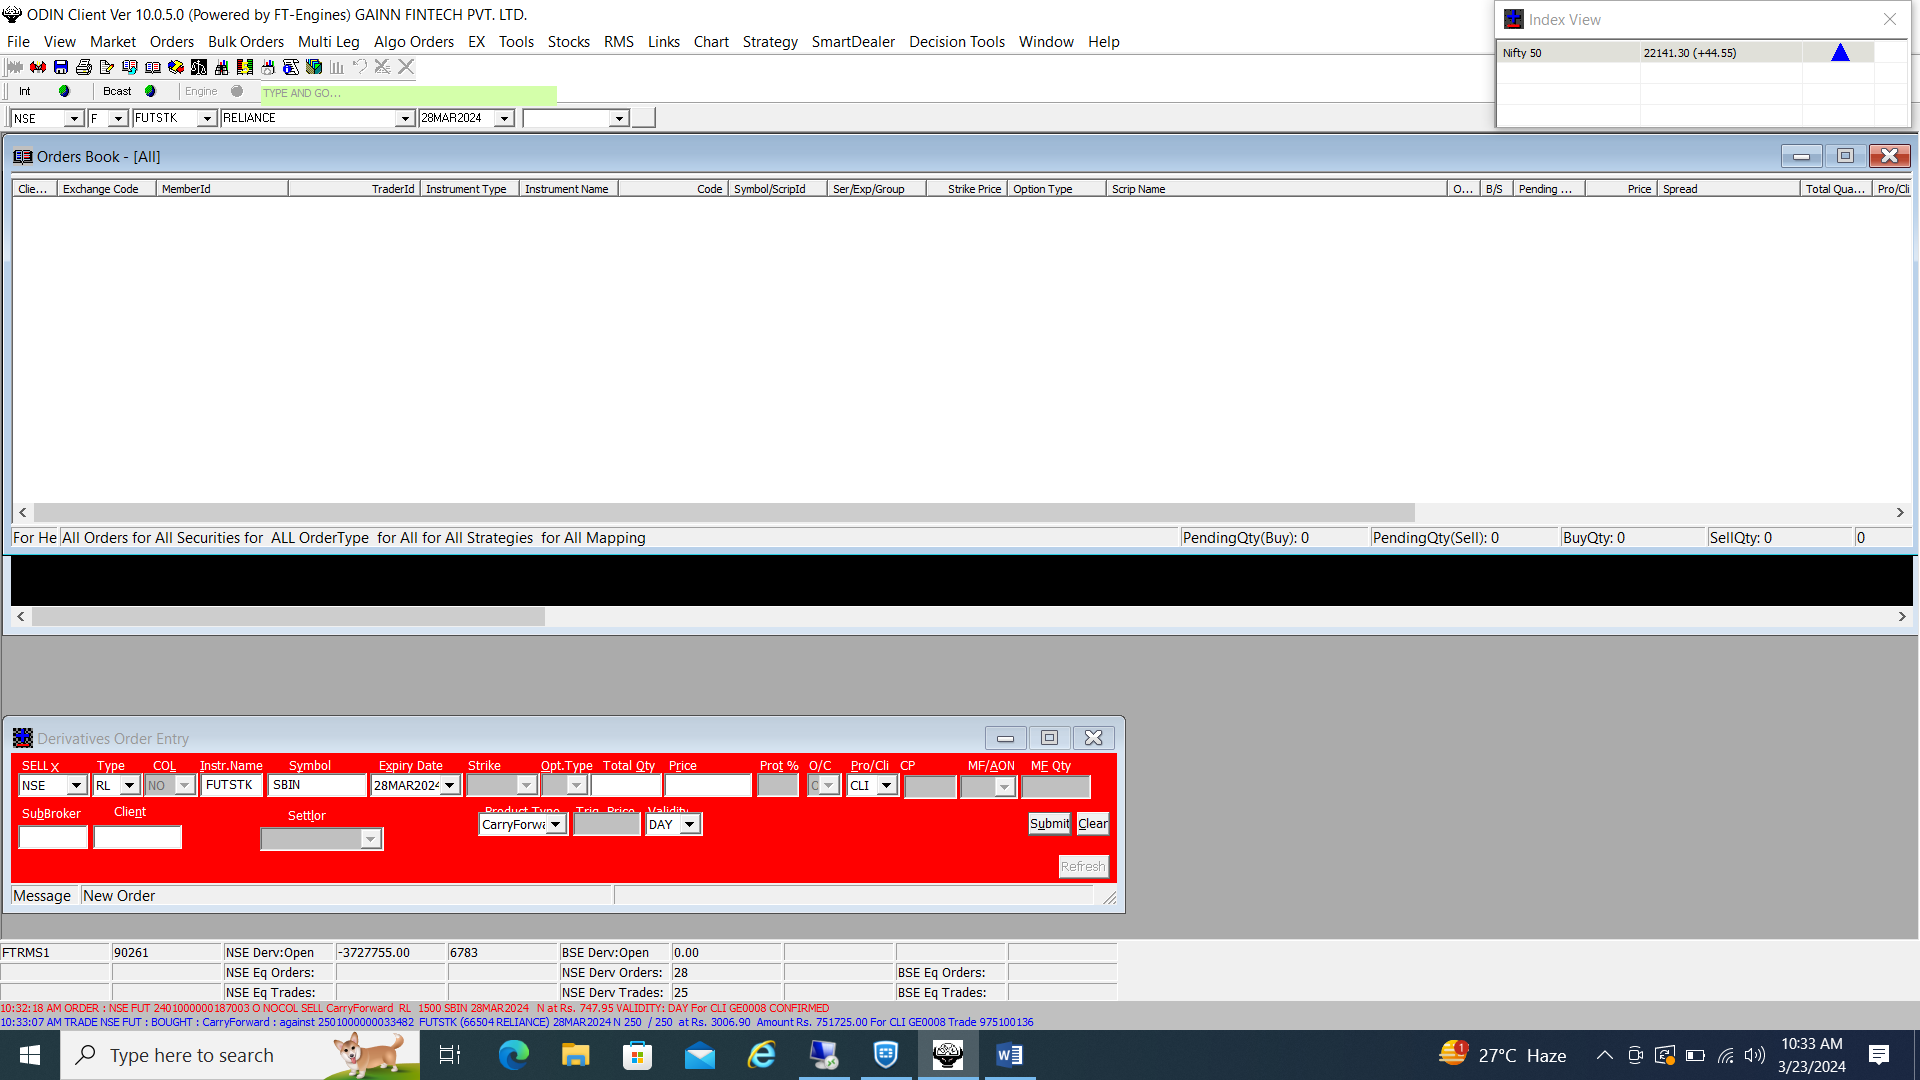 ODIN Client Ver 10.0.5.0 (Powered by FT-Engines) GAINN FINTECH PVT. LTD.
File View Market Orders Bulk Orders Multi Leg Algo Orders EX Tools Stocks RMS Links Chart Strategy SmartDealer Decision Tools Window Help
Index View
Nifty 50 22141.30 (+44.55)
Int Bcast Engine TYPE AND GO...
NSE F FUTSTK RELIANCE 28MAR2024
Orders Book - [All]
Clie... Exchange Code MemberId TraderId Instrument Type Instrument Name Code Symbol/ScripId Ser/Exp/Group Strike Price Option Type Scrip Name O... B/S Pending ... Price Spread Total Qua... Pro/Cli
For He All Orders for All Securities for ALL OrderType for All for All Strategies for All Mapping PendingQty(Buy): 0 PendingQty(Sell): 0 BuyQty: 0 SellQty: 0 0
Derivatives Order Entry
SELL X Type COL Instr.Name Symbol Expiry Date Strike Opt.Type Total Qty Price Prot % O/C Pro/Cli CP MF/AON MF Qty
NSE RL NO FUTSTK SBIN 28MAR2024 CLI
SubBroker Client Settlor Product Type Trig. Price Validity
CarryForwa DAY Submit Clear
Refresh
Message New Order
FTRMS1 90261 NSE Derv:Open -3727755.00 6783 BSE Derv:Open 0.00
NSE Eq Orders: NSE Derv Orders: 28 BSE Eq Orders:
NSE Eq Trades: NSE Derv Trades: 25 BSE Eq Trades:
10:32:18 AM ORDER : NSE FUT 2401000000187003 O NOCOL SELL CarryForward RL 1500 SBIN 28MAR2024 N at Rs. 747.95 VALIDITY: DAY For CLI GE0008 CONFIRMED
10:33:07 AM TRADE NSE FUT : BOUGHT : CarryForward : against 2501000000033482 FUTSTK (66504 RELIANCE) 28MAR2024 N 250 / 250 at Rs. 3006.90 Amount Rs. 751725.00 For CLI GE0008 Trade 975100136
Type here to search 1 27°C Haze 10:33 AM
3/23/2024